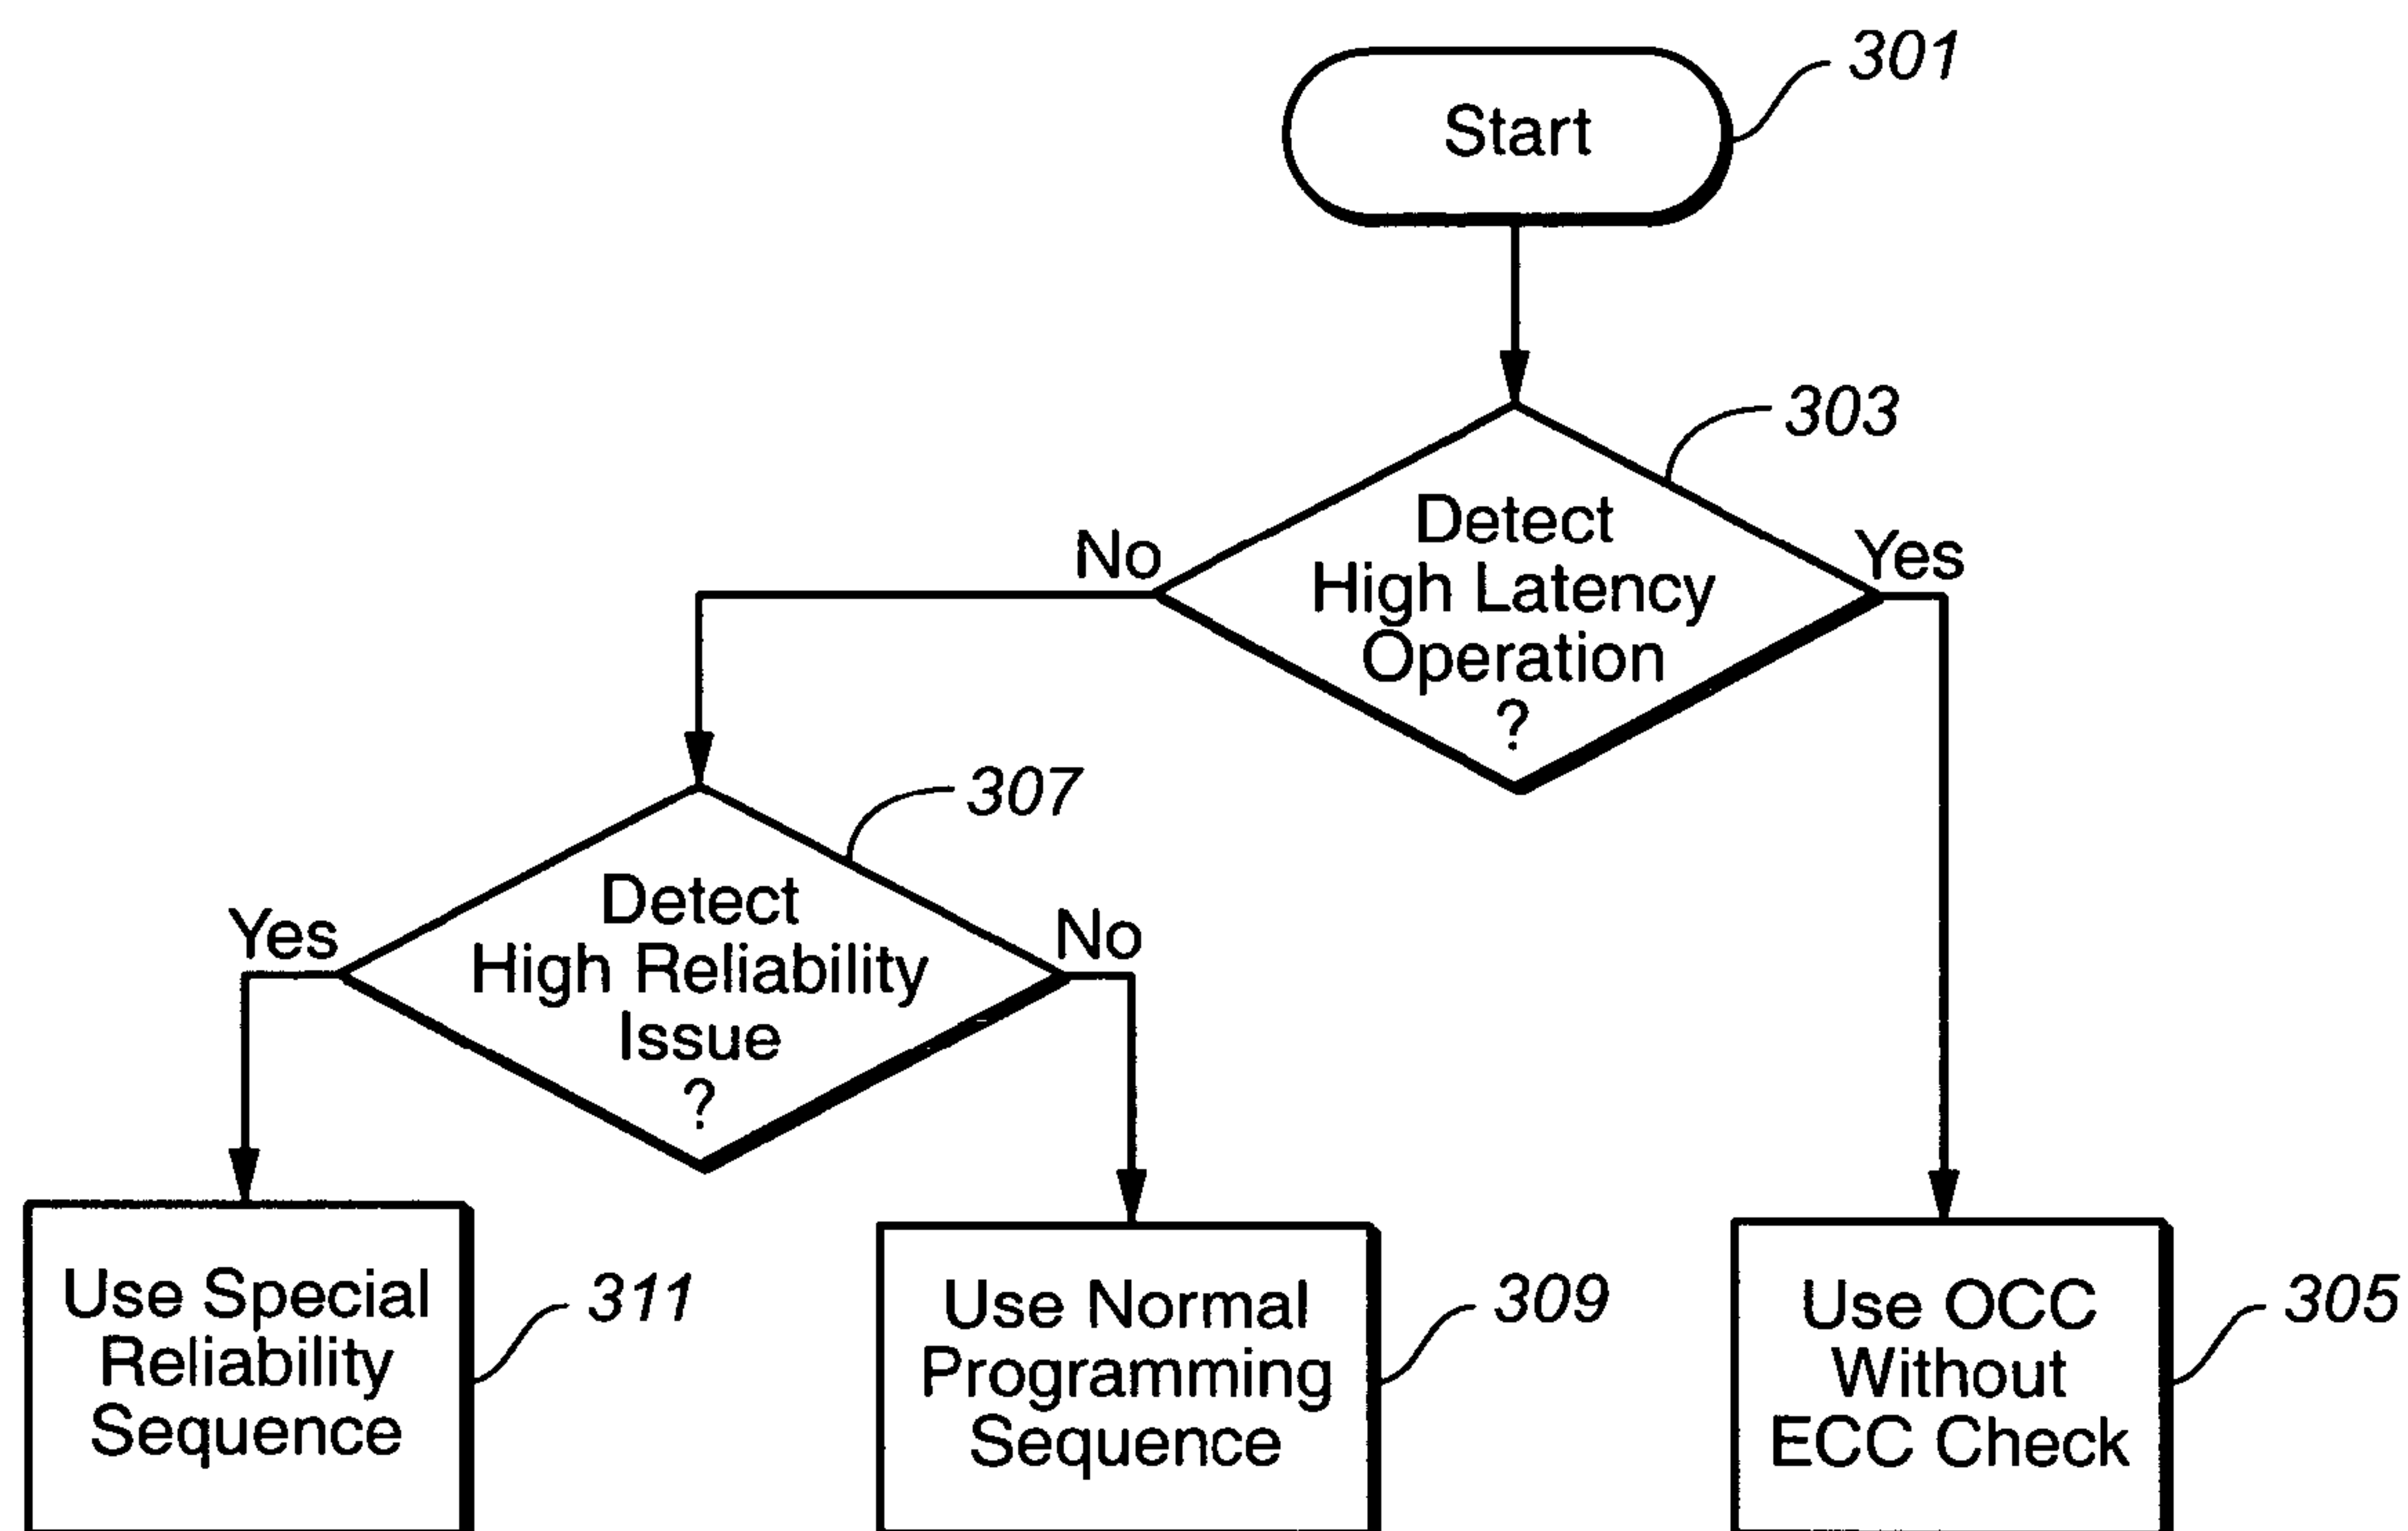 Start
301
Detect
High Latency
Operation
?
303
No
Yes
Detect
High Reliability
Issue
?
307
Yes
No
Use Special
Reliability
Sequence
311
Use Normal
Programming
Sequence
309
Use OCC
Without
ECC Check
305